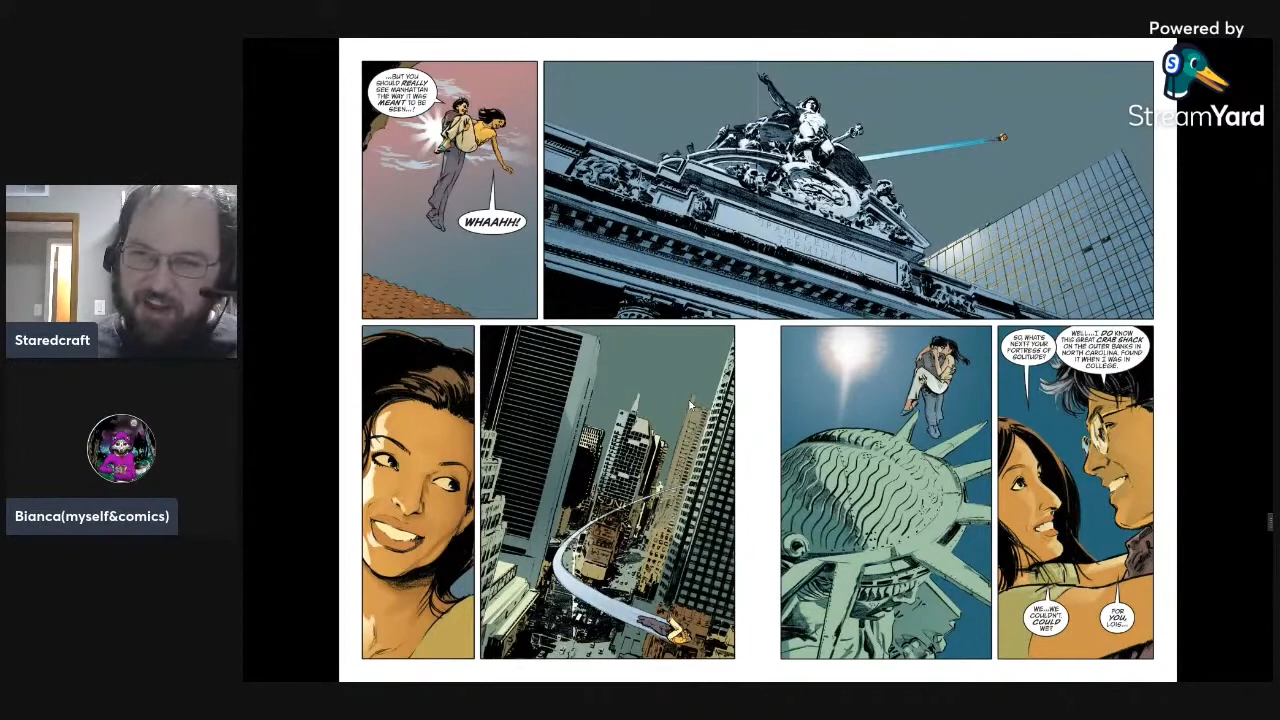 Powered by
StreamYard
...BUT YOU
SHOULD REALLY
SEE MANHATTAN
THE WAY IT WAS
MEANT TO BE
SEEN...!
WHAAHH!
Staredcraft
SO, WHAT'S
NEXT? YOUR
FORTRESS OF
SOLITUDE?
WELL...I DO KNOW
THIS GREAT CRAB SHACK
ON THE OUTER BANKS IN
NORTH CAROLINA. FOUND
IT WHEN I WAS IN
COLLEGE.
Bianca(myself&comics)
WE...WE
COULDN'T.
COULD
WE?
FOR
YOU,
LOIS...